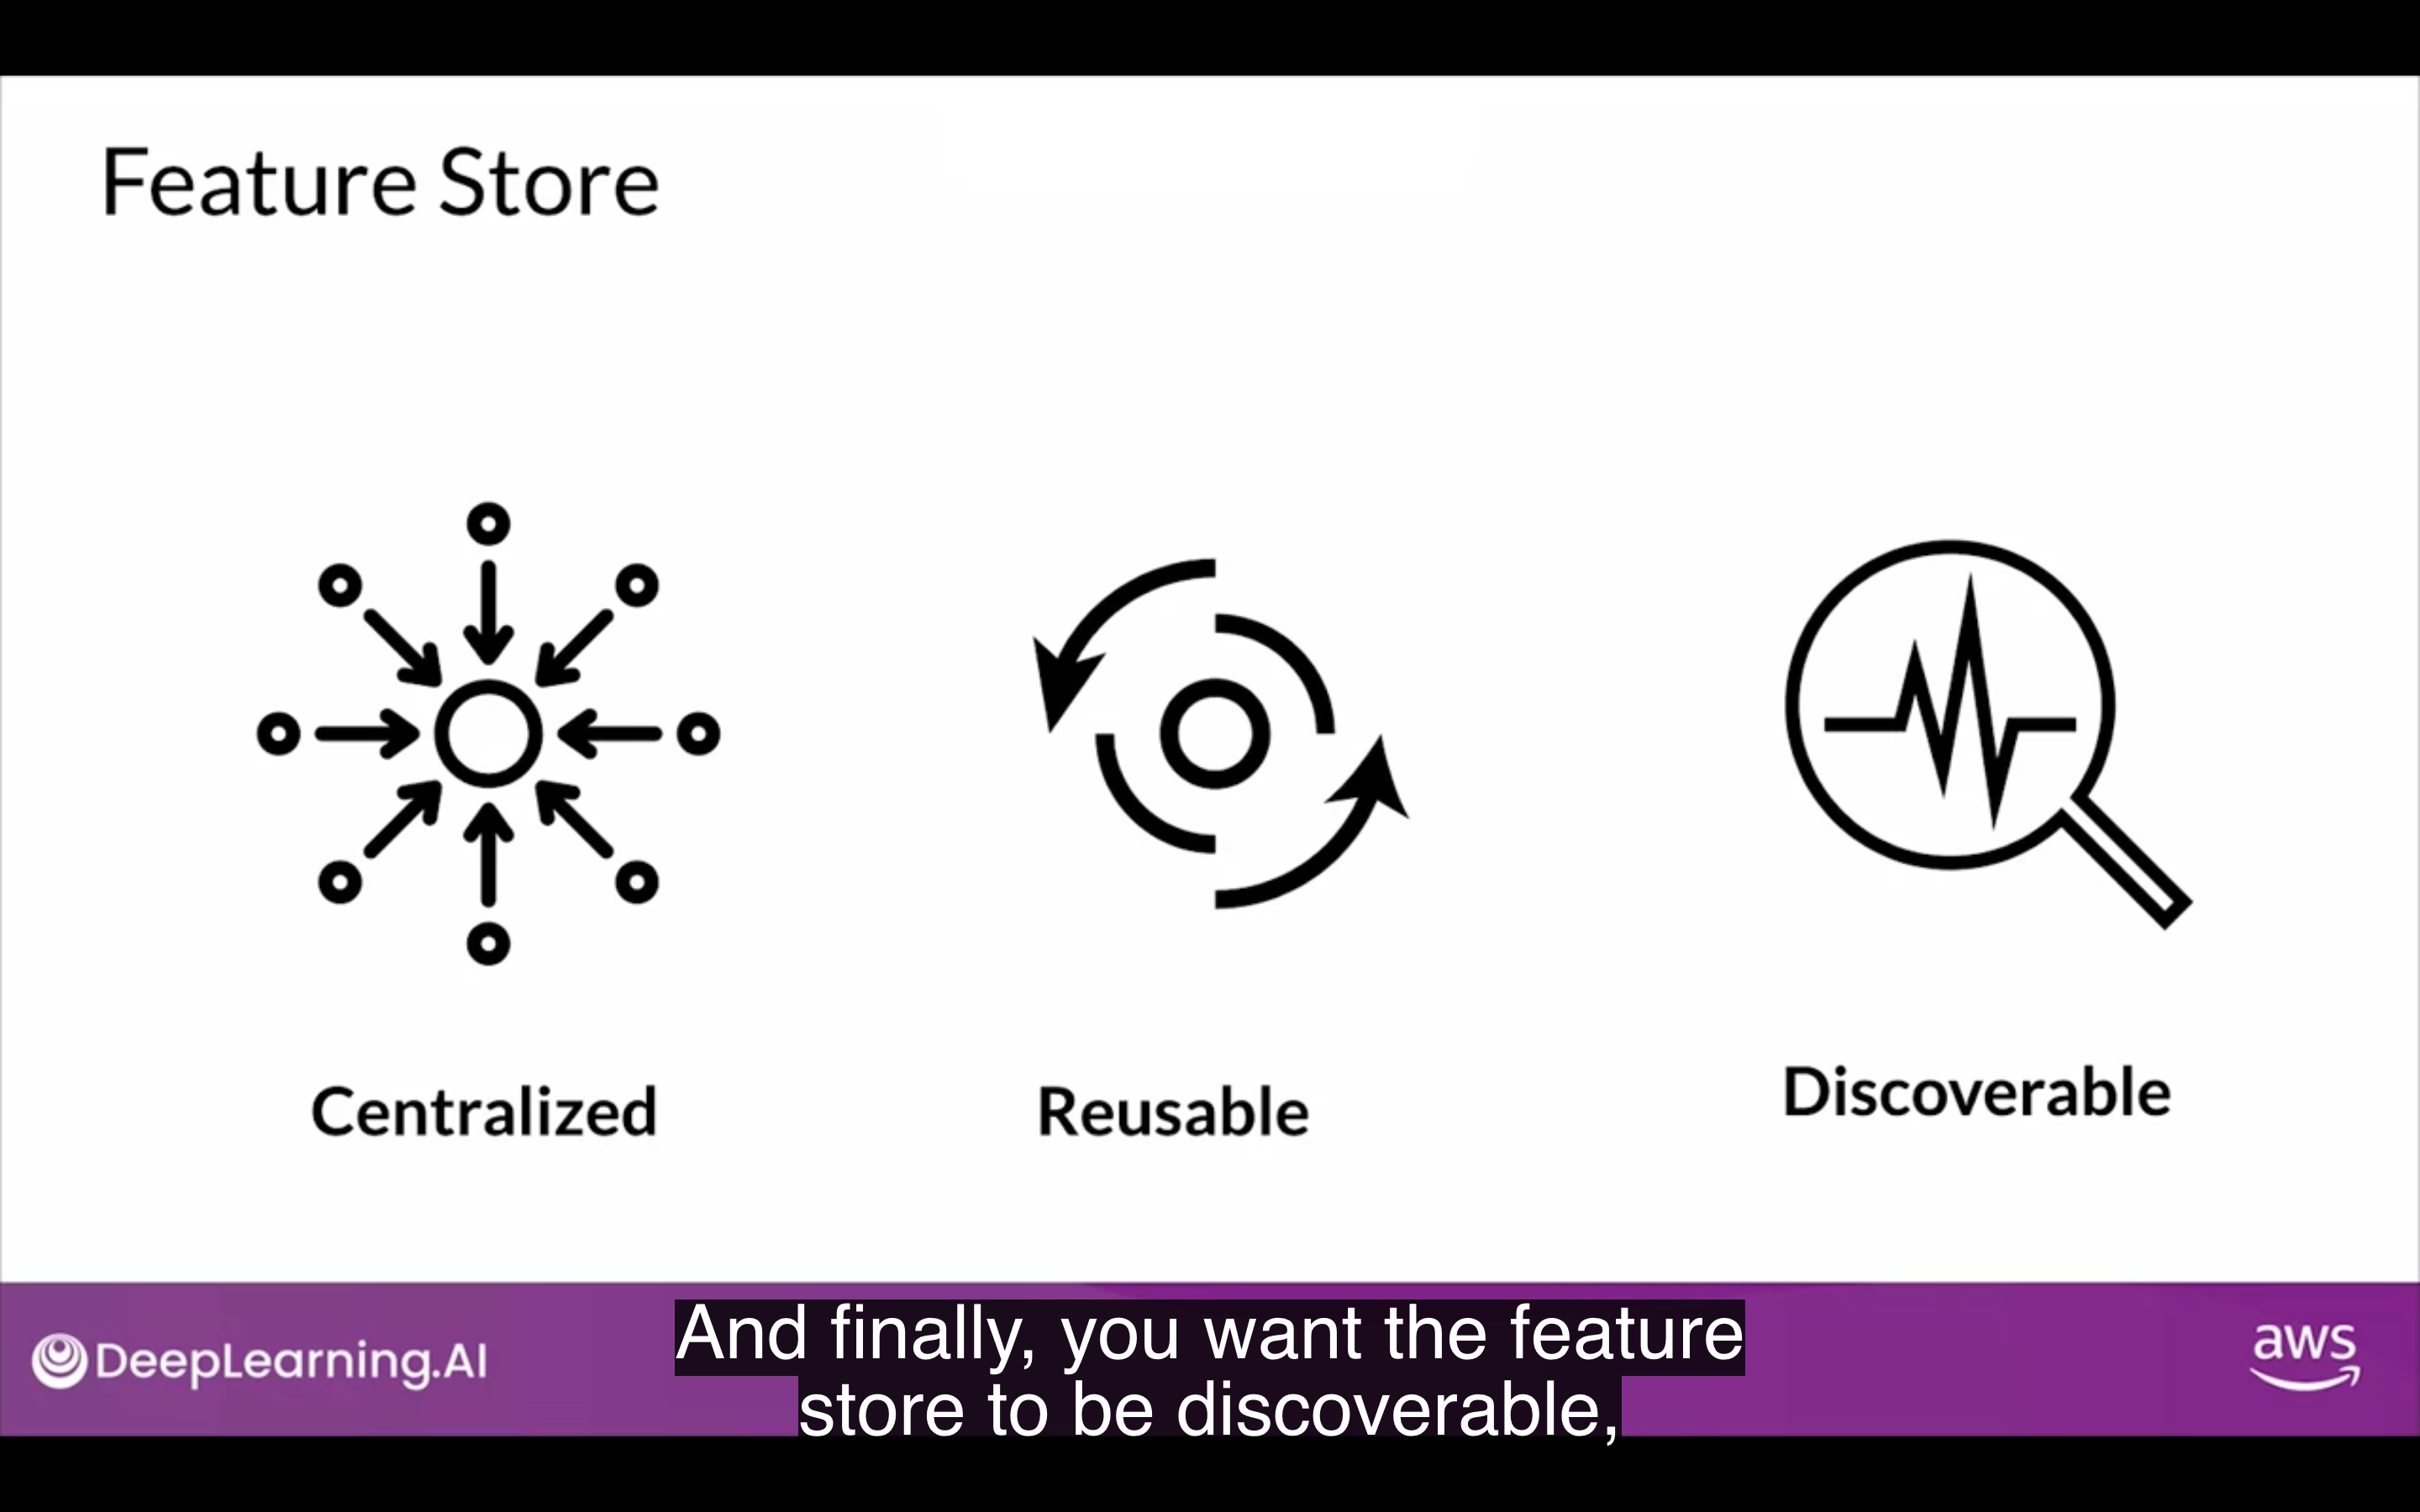 Feature Store
Centralized
Reusable
Discoverable
DeepLearning.AI
And finally, you want the feature
store to be discoverable,
aws